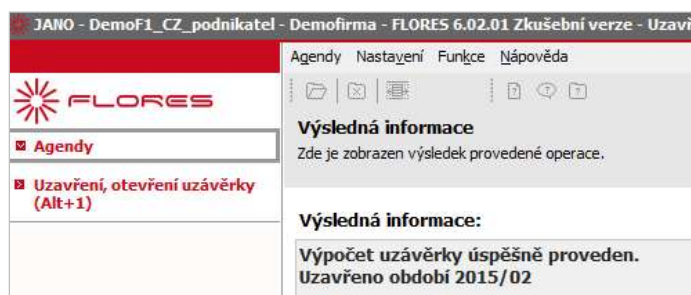 JANO - DemoF1_CZ_podnikatel - Demofirma - FLORES 6.02.01 Zkušební verze - Uzavř
Agendy Nastavení Funkce Nápověda
FLORES
Výsledná informace
Zde je zobrazen výsledek provedené operace.
Agendy
Uzavření, otevření uzávěrky
(Alt+1)
Výsledná informace:
Výpočet uzávěrky úspěšně proveden.
Uzavřeno období 2015/02